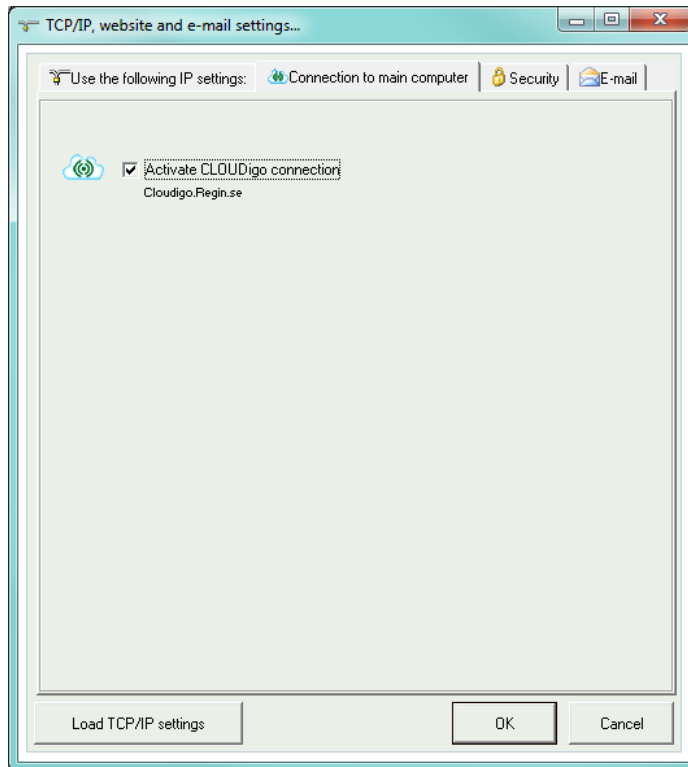 TCP/IP, website and e-mail settings...
Use the following IP settings: Connection to main computer Security E-mail
Activate CLOUDigo connection
Cloudigo.Regin.se
Load TCP/IP settings OK Cancel